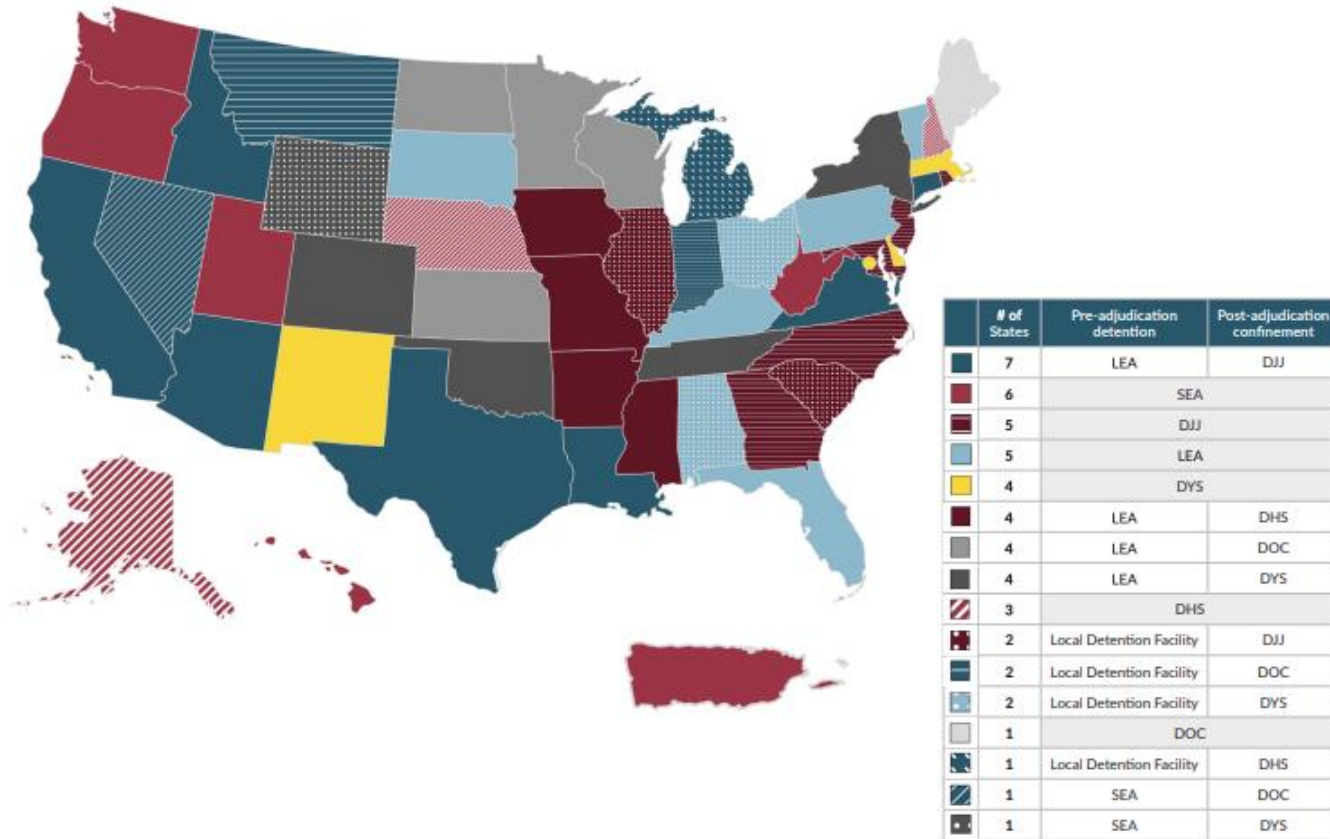 # of States Pre-adjudication detention Post-adjudication confinement
7 LEA DJJ
6 SEA
5 DJJ
5 LEA
4 DYS
4 LEA DHS
4 LEA DOC
4 LEA DYS
3 DHS
2 Local Detention Facility DJJ
2 Local Detention Facility DOC
2 Local Detention Facility DYS
1 DOC
1 Local Detention Facility DHS
1 SEA DOC
1 SEA DYS